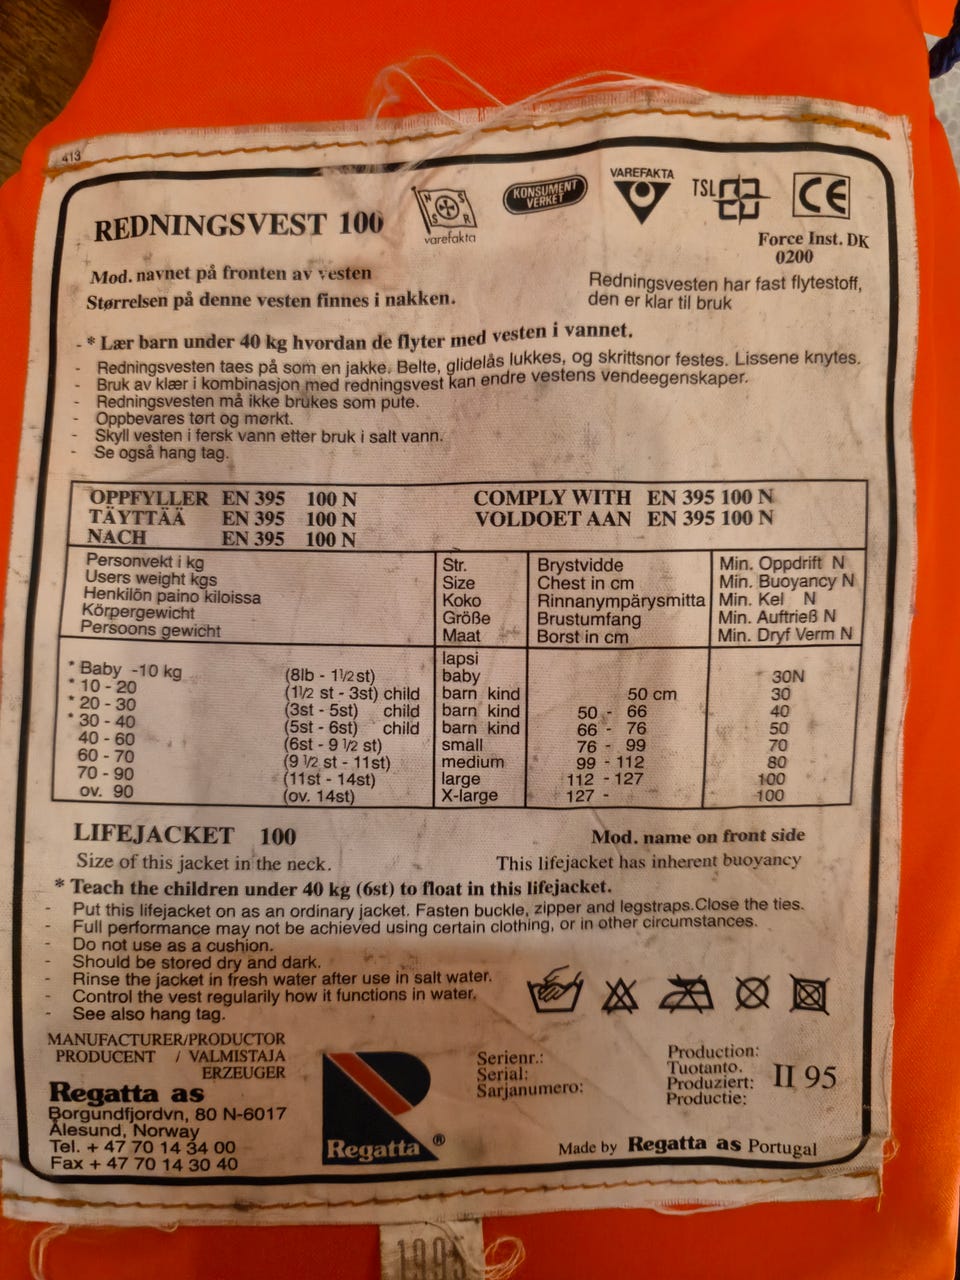 413
REDNINGSVEST 100
N S S R
varefakta
KONSUMENT VERKET
VAREFAKTA
TSL
CE
Force Inst. DK
0200
Mod. navnet på fronten av vesten
Størrelsen på denne vesten finnes i nakken.
Redningsvesten har fast flytestoff,
den er klar til bruk
- * Lær barn under 40 kg hvordan de flyter med vesten i vannet.
- Redningsvesten taes på som en jakke. Belte, glidelås lukkes, og skrittsnor festes. Lissene knytes.
- Bruk av klær i kombinasjon med redningsvest kan endre vestens vendeegenskaper.
- Redningsvesten må ikke brukes som pute.
- Oppbevares tørt og mørkt.
- Skyll vesten i fersk vann etter bruk i salt vann.
- Se også hang tag.
OPPFYLLER EN 395 100 N COMPLY WITH EN 395 100 N
TÄYTTÄÄ EN 395 100 N VOLDOET AAN EN 395 100 N
NACH EN 395 100 N
Personvekt i kg Str. Brystvidde Min. Oppdrift N
Users weight kgs Size Chest in cm Min. Buoyancy N
Henkilön paino kiloissa Koko Rinnanympärysmitta Min. Kel N
Körpergewicht Größe Brustumfang Min. Auftrieß N
Persoons gewicht Maat Borst in cm Min. Dryf Verm N
lapsi
* Baby -10 kg (8lb - 1½st) baby 30N
* 10 - 20 (1½ st - 3st) child barn kind 50 cm 30
* 20 - 30 (3st - 5st) child barn kind 50 - 66 40
* 30 - 40 (5st - 6st) child barn kind 66 - 76 50
40 - 60 (6st - 9 ½ st) small 76 - 99 70
60 - 70 (9 ½ st - 11st) medium 99 - 112 80
70 - 90 (11st - 14st) large 112 - 127 100
ov. 90 (ov. 14st) X-large 127 - 100
LIFEJACKET 100 Mod. name on front side
Size of this jacket in the neck. This lifejacket has inherent buoyancy
* Teach the children under 40 kg (6st) to float in this lifejacket.
- Put this lifejacket on as an ordinary jacket. Fasten buckle, zipper and legstraps.Close the ties.
- Full performance may not be achieved using certain clothing, or in other circumstances.
- Do not use as a cushion.
- Should be stored dry and dark.
- Rinse the jacket in fresh water after use in salt water.
- Control the vest regularily how it functions in water.
- See also hang tag.
MANUFACTURER/PRODUCTOR
PRODUCENT / VALMISTAJA
ERZEUGER
Regatta as
Borgundfjordvn, 80 N-6017
Ålesund, Norway
Tel. + 47 70 14 34 00
Fax + 47 70 14 30 40
Regatta ®
Serienr.:
Serial:
Sarjanumero:
Production:
Tuotanto.
Produziert:
Productie:
II 95
Made by Regatta as Portugal
1995